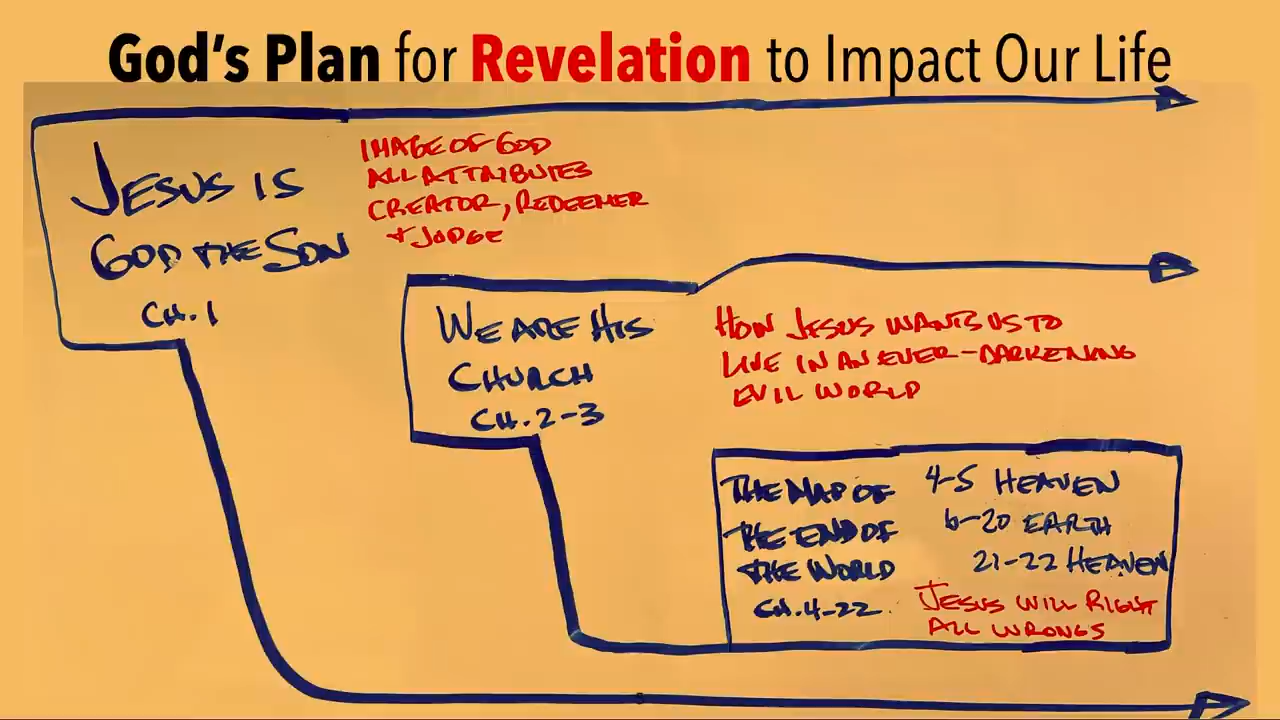 God's Plan for Revelation to Impact Our Life
JESUS IS
GOD THE SON
CH. 1
IMAGE OF GOD
ALL ATTRIBUTES
CREATOR, REDEEMER
& JUDGE
WE ARE HIS
CHURCH
CH. 2-3
HOW JESUS WANTS US TO
LIVE IN AN EVER-DARKENING
EVIL WORLD
THE MAP OF
THE END OF
THE WORLD
CH. 4-22
4-5 HEAVEN
6-20 EARTH
21-22 HEAVEN
JESUS WILL RIGHT
ALL WRONGS